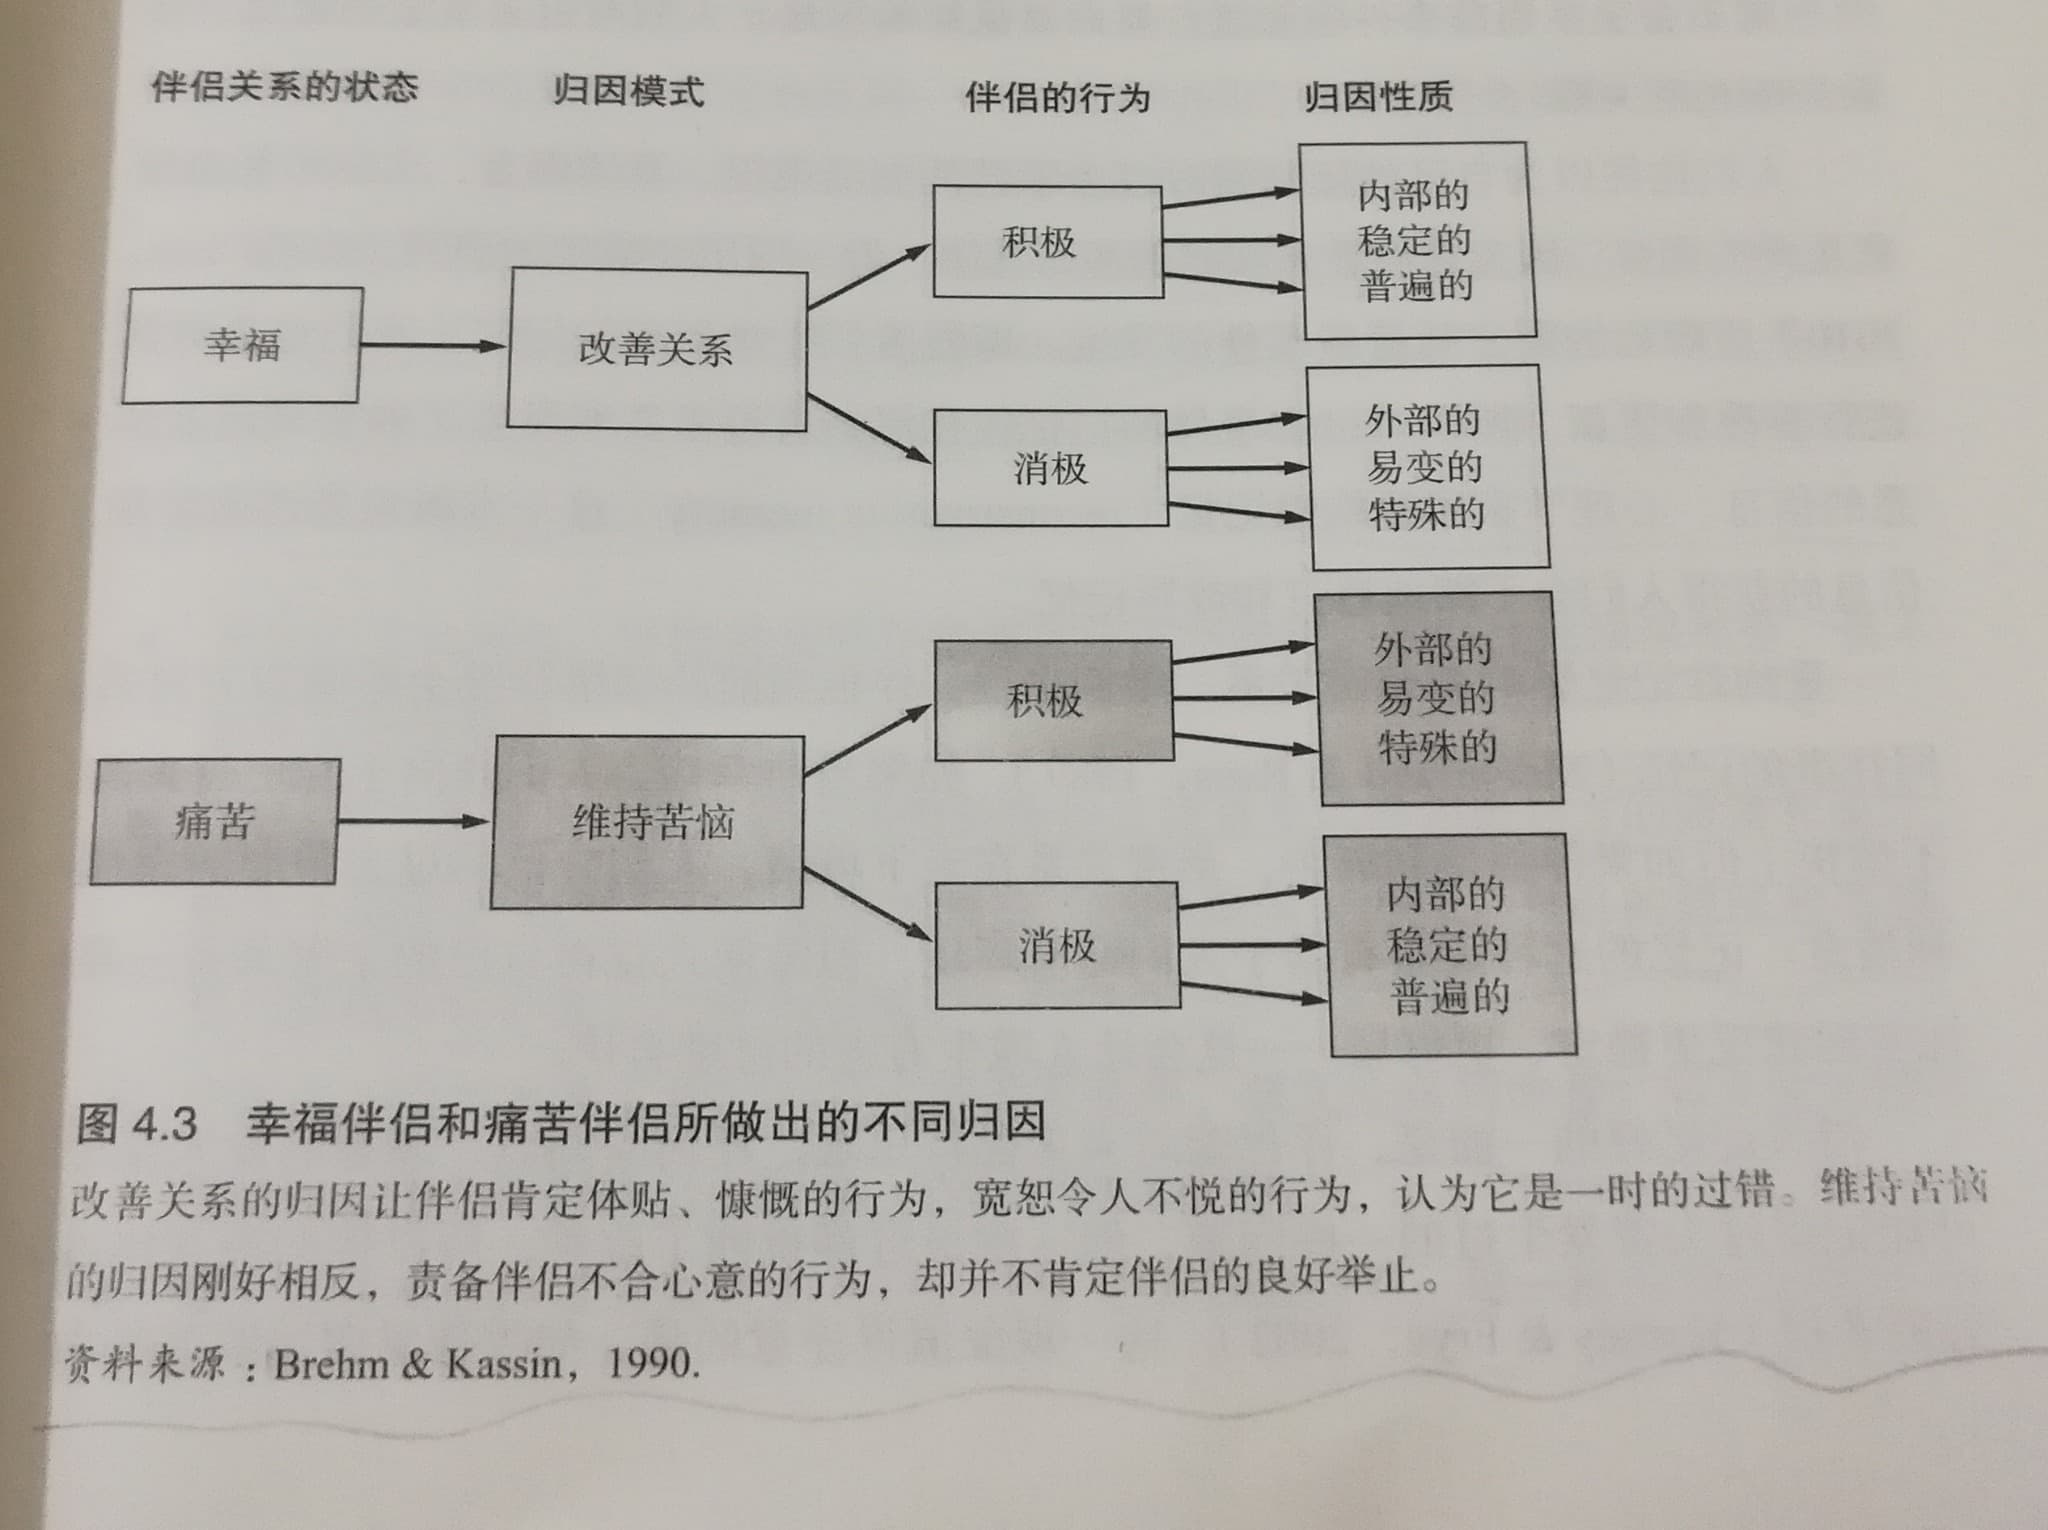 伴侣关系的状态 归因模式 伴侣的行为 归因性质
幸福
改善关系
积极
内部的
稳定的
普遍的
消极
外部的
易变的
特殊的
痛苦
维持苦恼
积极
外部的
易变的
特殊的
消极
内部的
稳定的
普遍的
图 4.3 幸福伴侣和痛苦伴侣所做出的不同归因
改善关系的归因让伴侣肯定体贴、慷慨的行为，宽恕令人不悦的行为，认为它是一时的过错。维持苦恼
的归因刚好相反，责备伴侣不合心意的行为，却并不肯定伴侣的良好举止。
资料来源：Brehm & Kassin，1990.